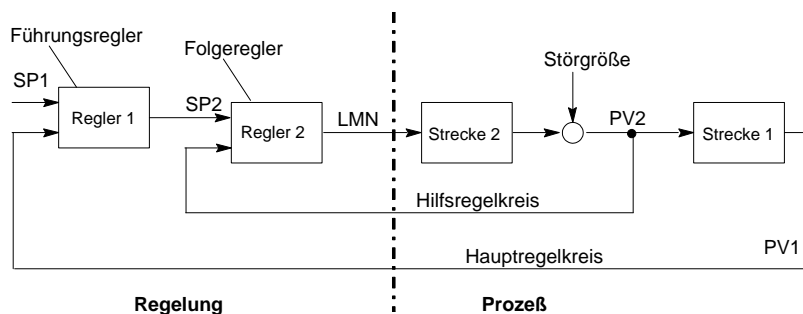 Führungsregler
Folgeregler
Störgröße
SP1
SP2
LMN
PV2
Regler 1
Regler 2
Strecke 2
Strecke 1
Hilfsregelkreis
PV1
Hauptregelkreis
Regelung
Prozeß